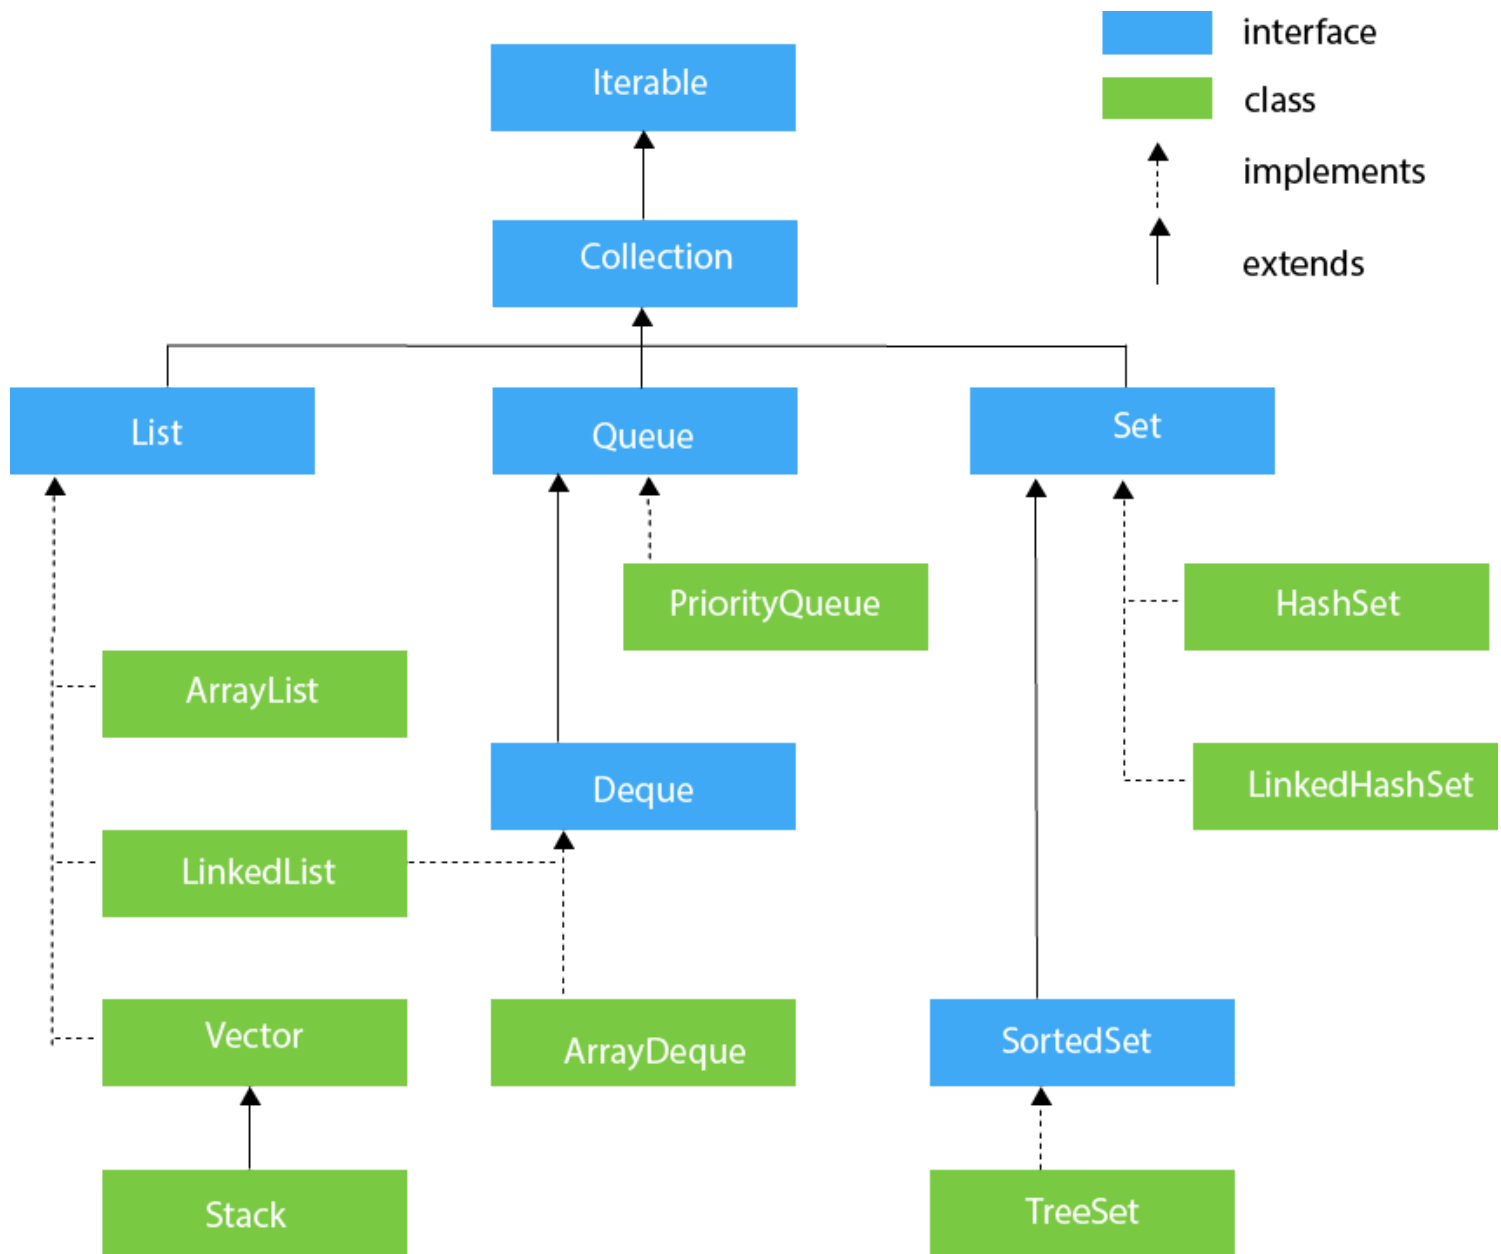 interface
Iterable
class
implements
Collection
extends
List
Queue
Set
PriorityQueue
HashSet
ArrayList
Deque
LinkedHashSet
LinkedList
Vector
ArrayDeque
SortedSet
Stack
TreeSet